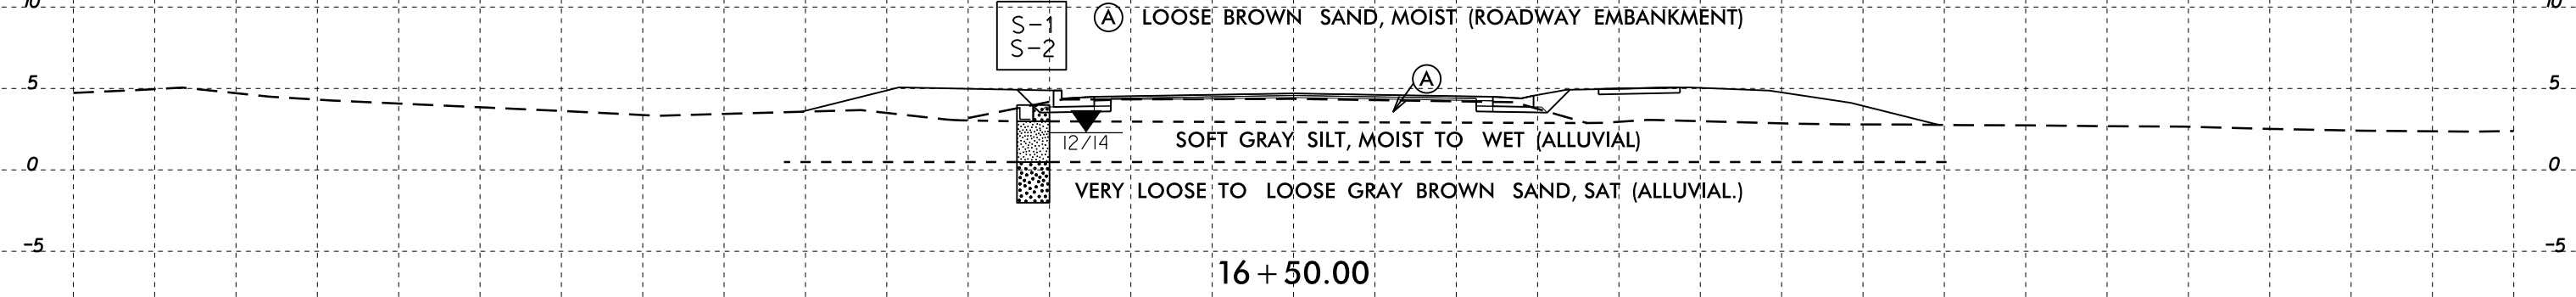 10 10
S-1
S-2
A LOOSE BROWN SAND, MOIST (ROADWAY EMBANKMENT)
5 A 5
12/14 SOFT GRAY SILT, MOIST TO WET (ALLUVIAL)
0 0
VERY LOOSE TO LOOSE GRAY BROWN SAND, SAT (ALLUVIAL.)
-5 -5
16+50.00